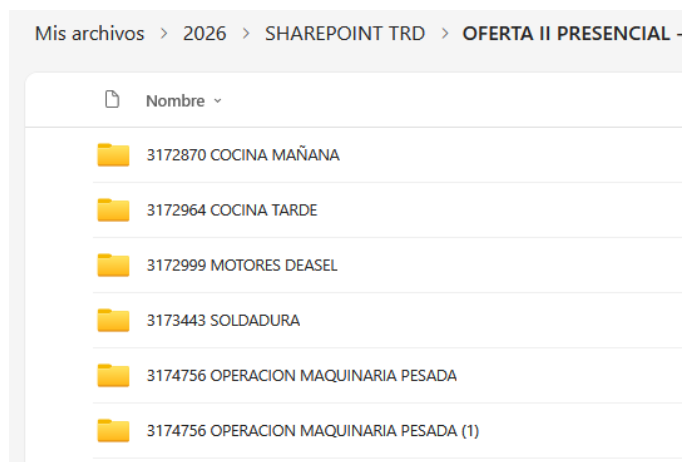 Mis archivos > 2026 > SHAREPOINT TRD > OFERTA II PRESENCIAL -
Nombre
3172870 COCINA MAÑANA
3172964 COCINA TARDE
3172999 MOTORES DEASEL
3173443 SOLDADURA
3174756 OPERACION MAQUINARIA PESADA
3174756 OPERACION MAQUINARIA PESADA (1)